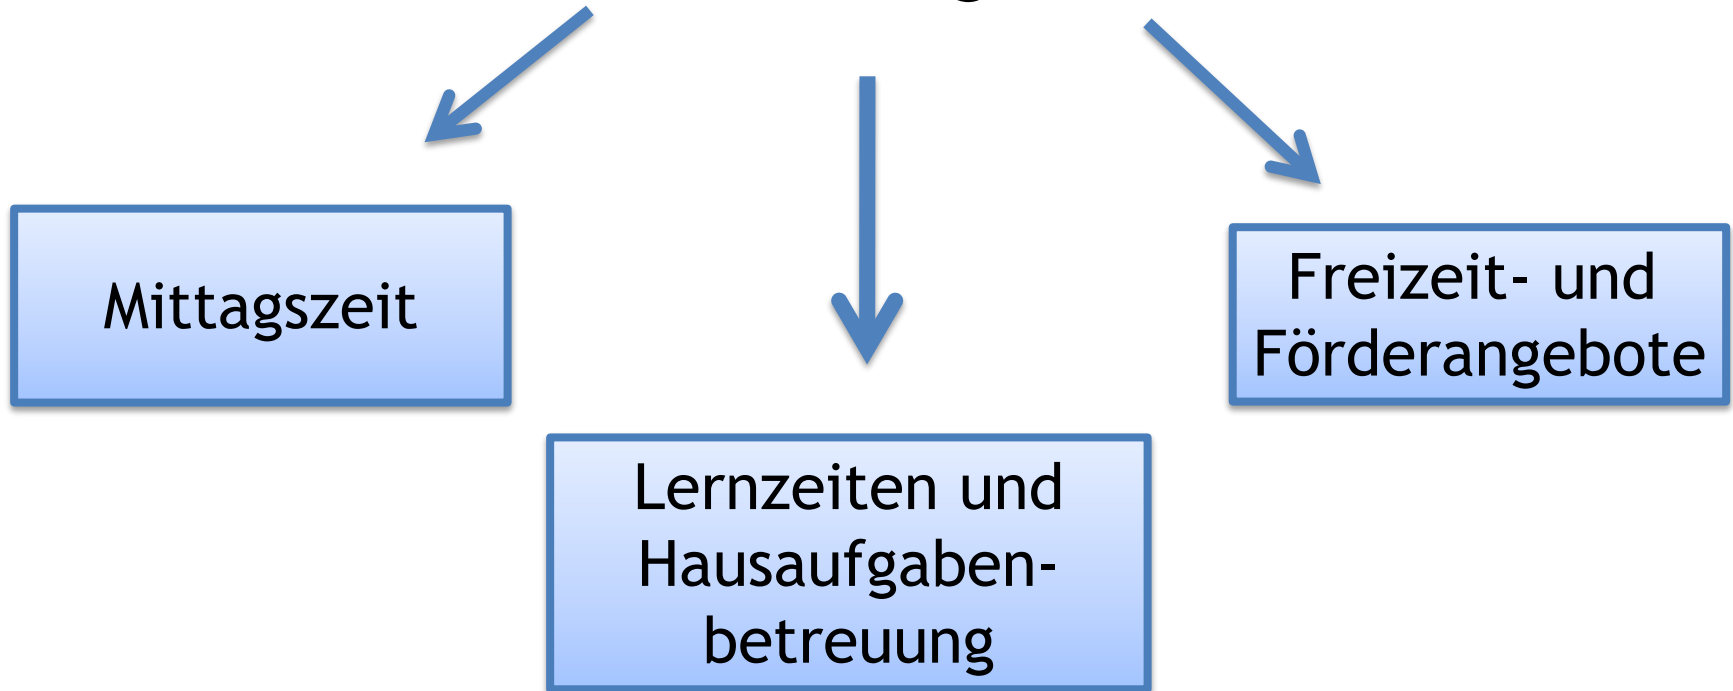 Mittagszeit
Freizeit- und
Förderangebote
Lernzeiten und
Hausaufgaben-
betreuung